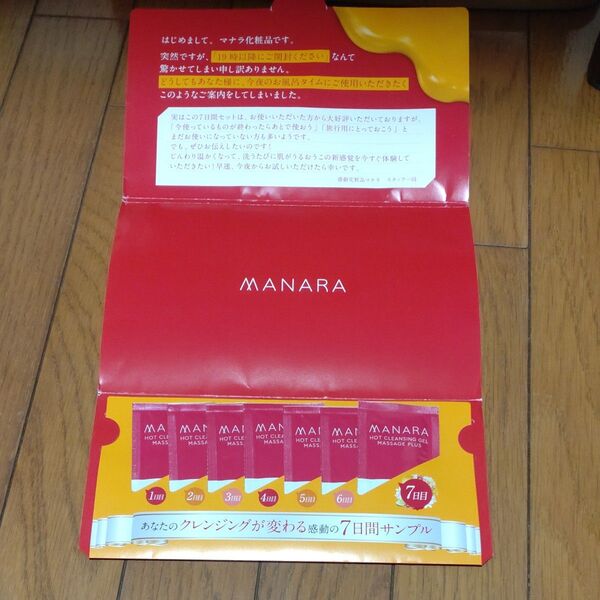 はじめまして。マナラ化粧品です。
突然ですが、「19時以降にご開封ください」なんて
驚かせてしまい申し訳ありません。
どうしてもあなた様に、今夜のお風呂タイムにご使用いただきたく
このようなご案内をしてしまいました。
実はこの7日間セットは、お使いいただいた方から大好評いただいておりますが、
「今使っているものが終わったらあとで使おう」「旅行用にとっておこう」と
まだお使いになっていない方も多いようです。
でも、ぜひお伝えしたいのです!
じんわり温かくなって、洗うたびに肌がうるおうこの新感覚を今すぐ体験して
いただきたい!早速、今夜からお試しいただけたら幸いです。
感動化粧品マナラ スタッフ一同
MANARA
MANARA
HOT CLEANSING GEL
MASSAGE PLUS
1日目
2日目
3日目
4日目
5日目
6日目
7日目
あなたのクレンジングが変わる感動の7日間サンプル